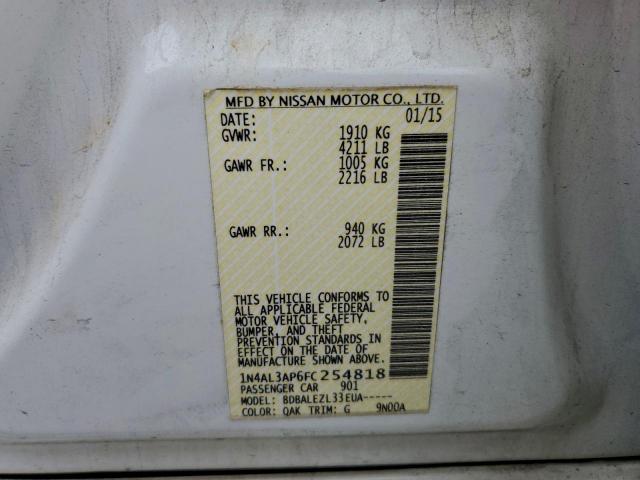 MFD BY NISSAN MOTOR CO., LTD.
DATE: 01/15
GVWR: 1910 KG
4211 LB
GAWR FR.: 1005 KG
2216 LB
GAWR RR.: 940 KG
2072 LB
THIS VEHICLE CONFORMS TO
ALL APPLICABLE FEDERAL
MOTOR VEHICLE SAFETY,
BUMPER, AND THEFT
PREVENTION STANDARDS IN
EFFECT ON THE DATE OF
MANUFACTURE SHOWN ABOVE.
1N4AL3AP6FC254818
PASSENGER CAR 901
MODEL: BDBALEZL33EUA-----
COLOR: QAK TRIM: G 9N00A